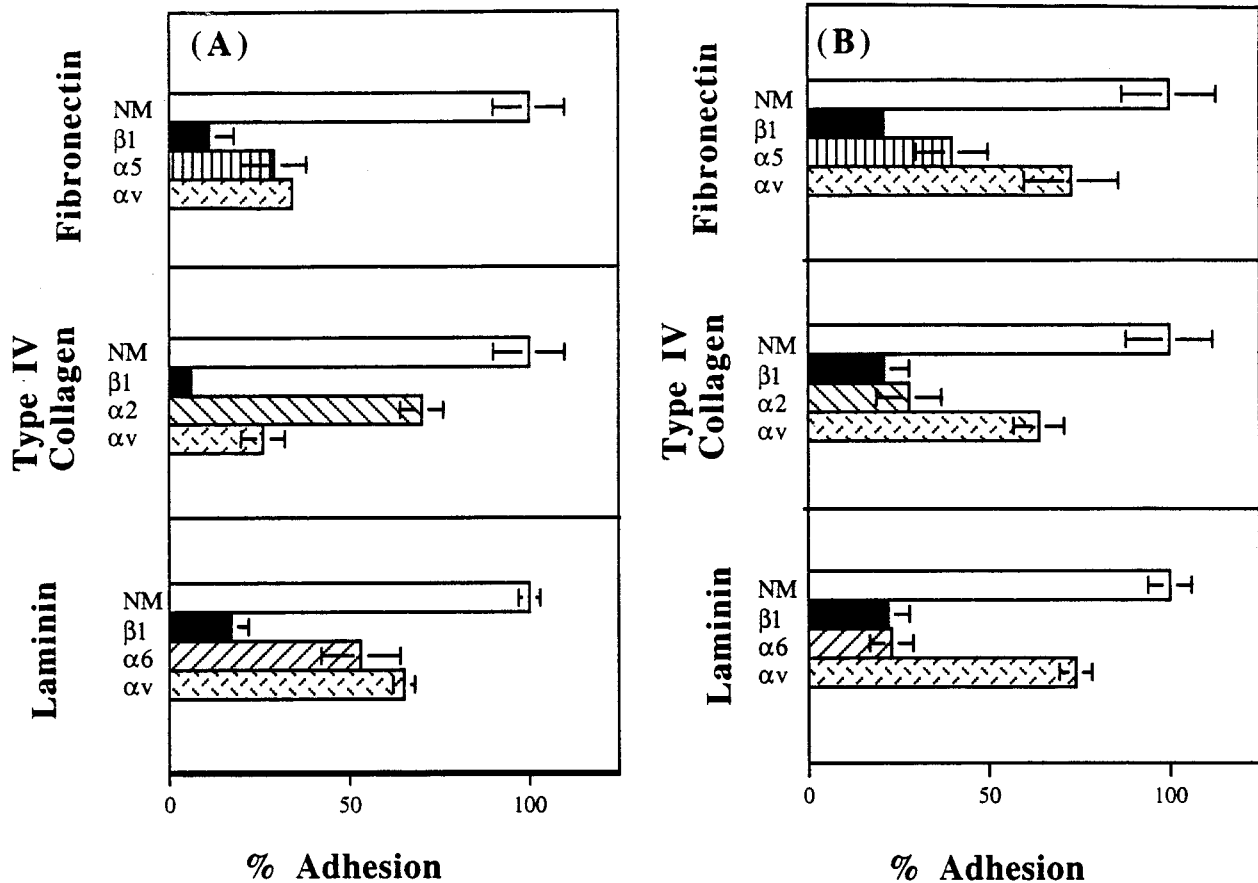 (A)
Fibronectin
NM
β1
α5
αv
Type IV
Collagen
NM
β1
α2
αv
Laminin
NM
β1
α6
αv
0
50
100
% Adhesion
(B)
Fibronectin
NM
β1
α5
αv
Type IV
Collagen
NM
β1
α2
αv
Laminin
NM
β1
α6
αv
0
50
100
% Adhesion